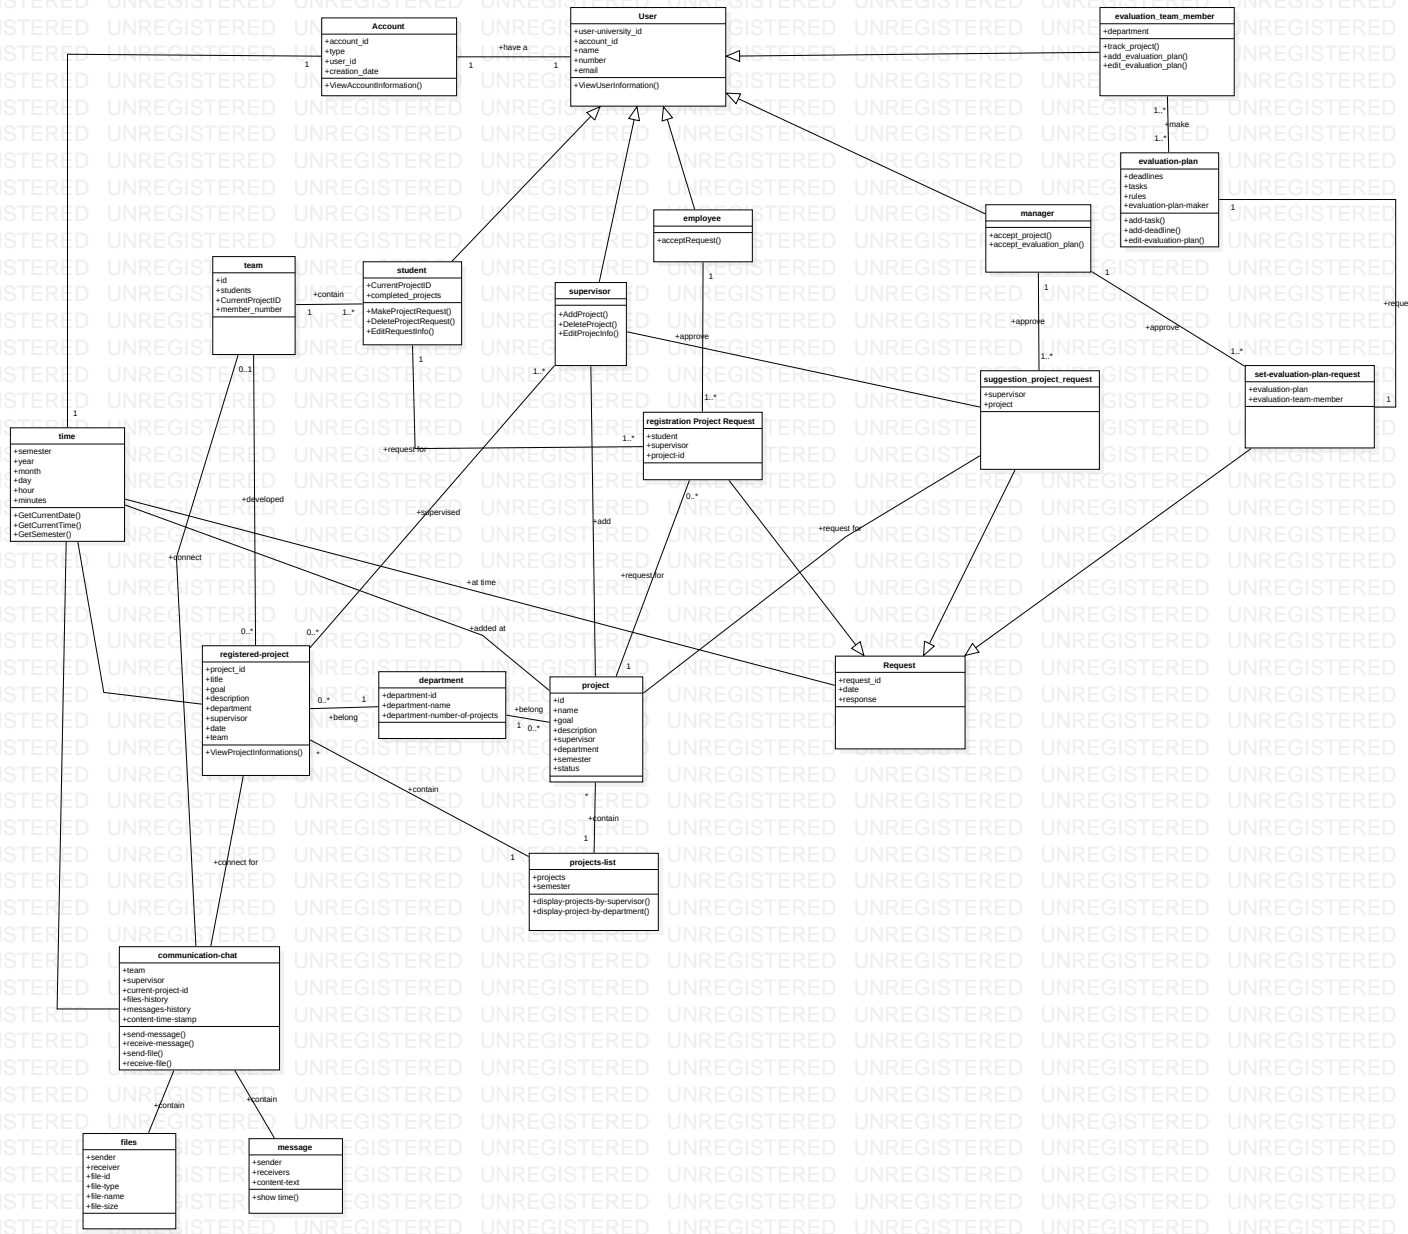 Account
+account_id
+type
+user_id
+creation_date
+ViewAccountInformation()
+have a
1
1
1
User
+user-university_id
+account_id
+name
+number
+email
+ViewUserInformation()
evaluation_team_member
+department
+track_project()
+add_evaluation_plan()
+edit_evaluation_plan()
1..*
+make
1..*
evaluation-plan
+deadlines
+tasks
+rules
+evaluation-plan-maker
+add-task()
+add-deadline()
+edit-evaluation-plan()
1
employee
+acceptRequest()
1
manager
+accept_project()
+accept_evaluation_plan()
1
1
team
+id
+students
+CurrentProjectID
+member_number
+contain
1
1..*
student
+CurrentProjectID
+completed_projects
+MakeProjectRequest()
+DeleteProjectRequest()
+EditRequestInfo()
1
supervisor
+AddProject()
+DeleteProject()
+EditProjecInfo()
+approve
+approve
1..*
+approve
1..*
+reque
0..1
1..*
1..*
suggestion_project_request
+supervisor
+project
set-evaluation-plan-request
+evaluation-plan
+evaluation-team-member
1
1
time
+semester
+year
+month
+day
+hour
+minutes
+GetCurrentDate()
+GetCurrentTime()
+GetSemester()
registration Project Request
+student
+supervisor
+project-id
1..*
+request for
0..*
+developed
+supervised
+add
+request for
+connect
+at time
+request for
+added at
0..*
0..*
1
registered-project
+project_id
+title
+goal
+description
+department
+supervisor
+date
+team
+ViewProjectInformations()
0..*
1
+belong
department
+department-id
+department-name
+department-number-of-projects
+belong
1
0..*
project
+id
+name
+goal
+description
+supervisor
+department
+semester
+status
Request
+request_id
+date
+response
*
+contain
1
*
+contain
1
projects-list
+projects
+semester
+display-projects-by-supervisor()
+display-project-by-department()
+connect for
communication-chat
+team
+supervisor
+current-project-id
+files-history
+messages-history
+content-time-stamp
+send-message()
+receive-message()
+send-file()
+receive-file()
+contain
+contain
files
+sender
+receiver
+file-id
+file-type
+file-name
+file-size
message
+sender
+receivers
+content-text
+show time()
UNREGISTERED